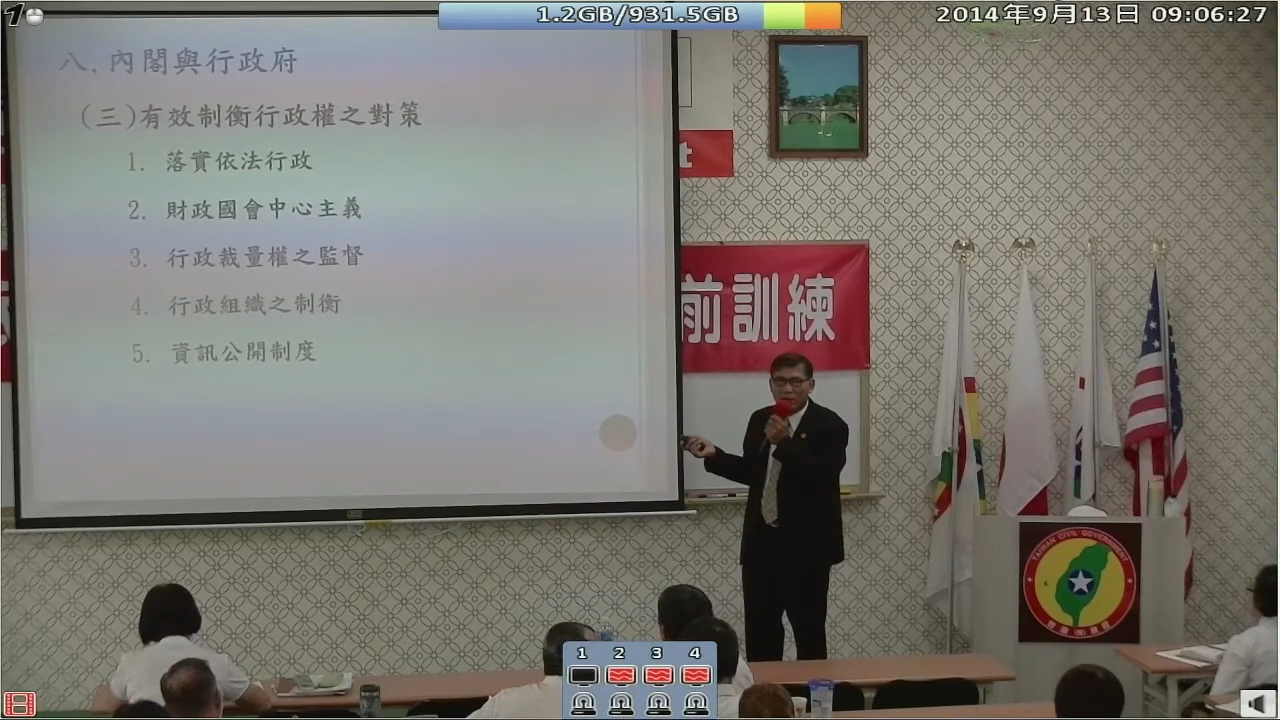 1
1.2GB/931.5GB
2014年9月13日 09:06:27
八.內閣與行政府
(三)有效制衡行政權之對策
1. 落實依法行政
2. 財政國會中心主義
3. 行政裁量權之監督
4. 行政組織之制衡
5. 資訊公開制度
t
前訓練
TAIWAN CIVIL GOVERNMENT
1 2 3 4